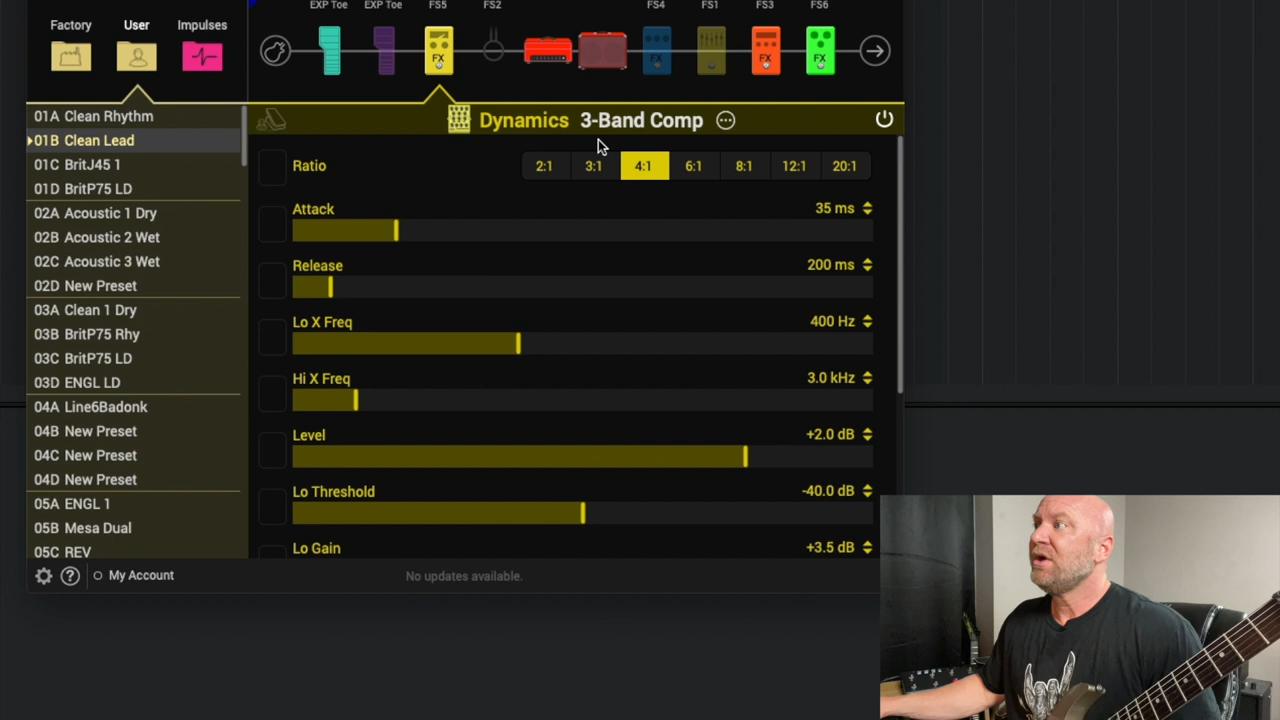 EXP Toe EXP Toe FS5 FS2 FS4 FS1 FS3 FS6
Factory User Impulses
FX FX FX FX
Dynamics 3-Band Comp
01A Clean Rhythm
01B Clean Lead
01C BritJ45 1
01D BritP75 LD
02A Acoustic 1 Dry
02B Acoustic 2 Wet
02C Acoustic 3 Wet
02D New Preset
03A Clean 1 Dry
03B BritP75 Rhy
03C BritP75 LD
03D ENGL LD
04A Line6Badonk
04B New Preset
04C New Preset
04D New Preset
05A ENGL 1
05B Mesa Dual
05C REV
Ratio 2:1 3:1 4:1 6:1 8:1 12:1 20:1
Attack 35 ms
Release 200 ms
Lo X Freq 400 Hz
Hi X Freq 3.0 kHz
Level +2.0 dB
Lo Threshold -40.0 dB
Lo Gain +3.5 dB
? My Account No updates available.